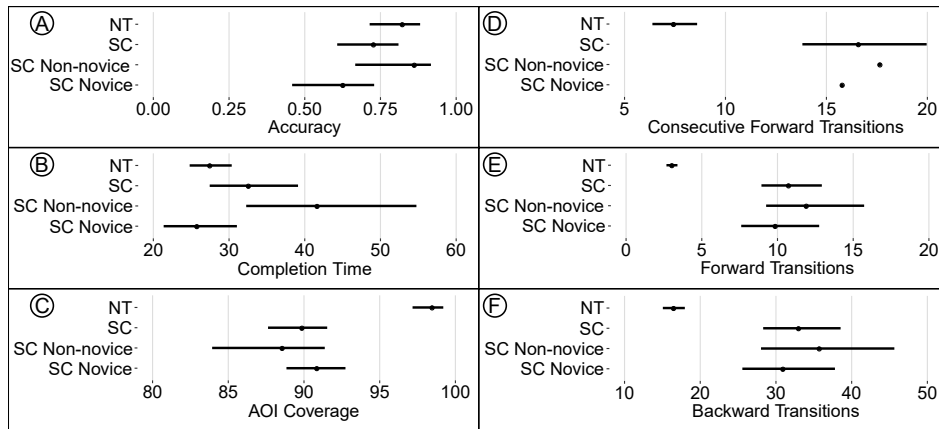 A
NT
SC
SC Non-novice
SC Novice
0.00 0.25 0.50 0.75 1.00
Accuracy
B
NT
SC
SC Non-novice
SC Novice
20 30 40 50 60
Completion Time
C
NT
SC
SC Non-novice
SC Novice
80 85 90 95 100
AOI Coverage
D
NT
SC
SC Non-novice
SC Novice
5 10 15 20
Consecutive Forward Transitions
E
NT
SC
SC Non-novice
SC Novice
0 5 10 15 20
Forward Transitions
F
NT
SC
SC Non-novice
SC Novice
10 20 30 40 50
Backward Transitions